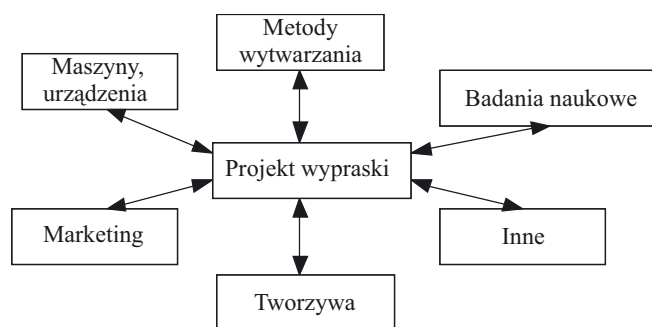 Metody
wytwarzania
Maszyny,
urządzenia
Badania naukowe
Projekt wypraski
Marketing
Inne
Tworzywa